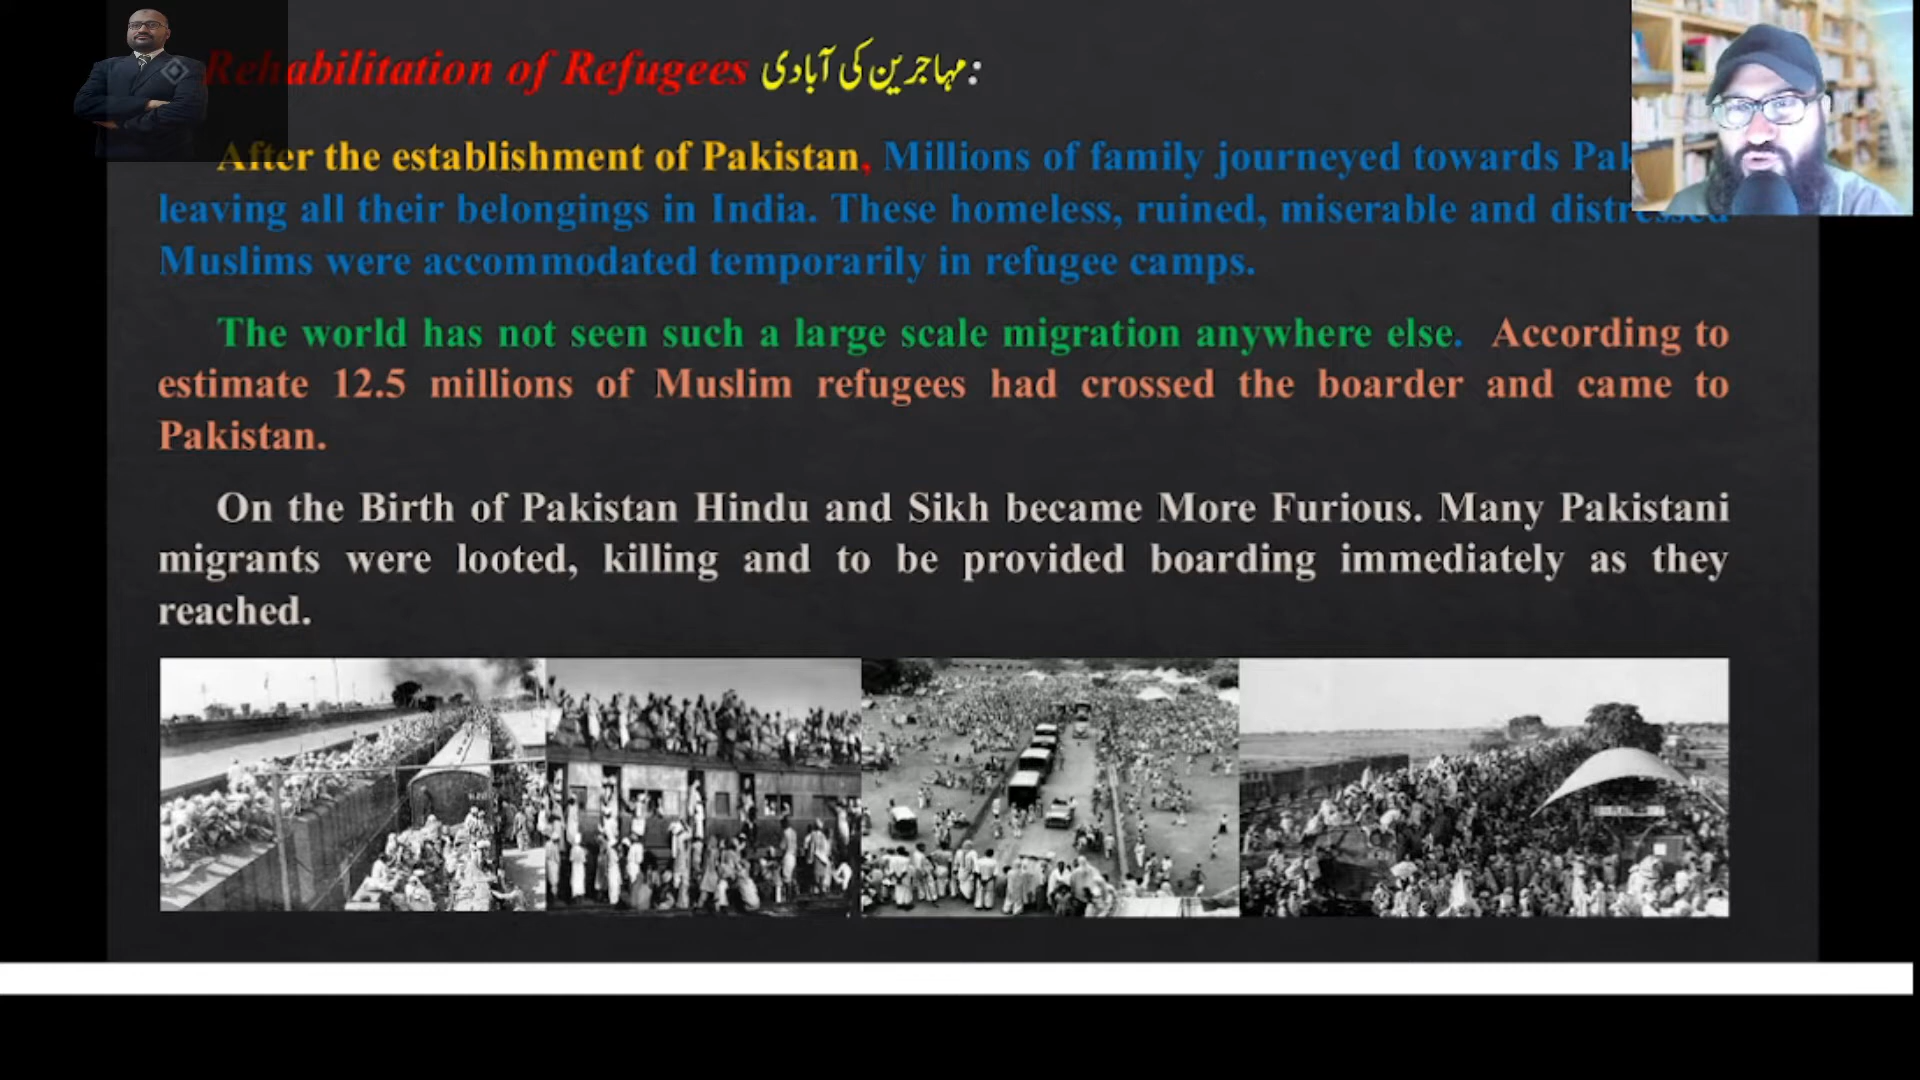 Rehabilitation of Refugees مہاجرین کی آبادی:
After the establishment of Pakistan, Millions of family journeyed towards
leaving all their belongings in India. These homeless, ruined, miserable and distressed
Muslims were accommodated temporarily in refugee camps.
The world has not seen such a large scale migration anywhere else. According to
estimate 12.5 millions of Muslim refugees had crossed the boarder and came to
Pakistan.
On the Birth of Pakistan Hindu and Sikh became More Furious. Many Pakistani
migrants were looted, killing and to be provided boarding immediately as they
reached.